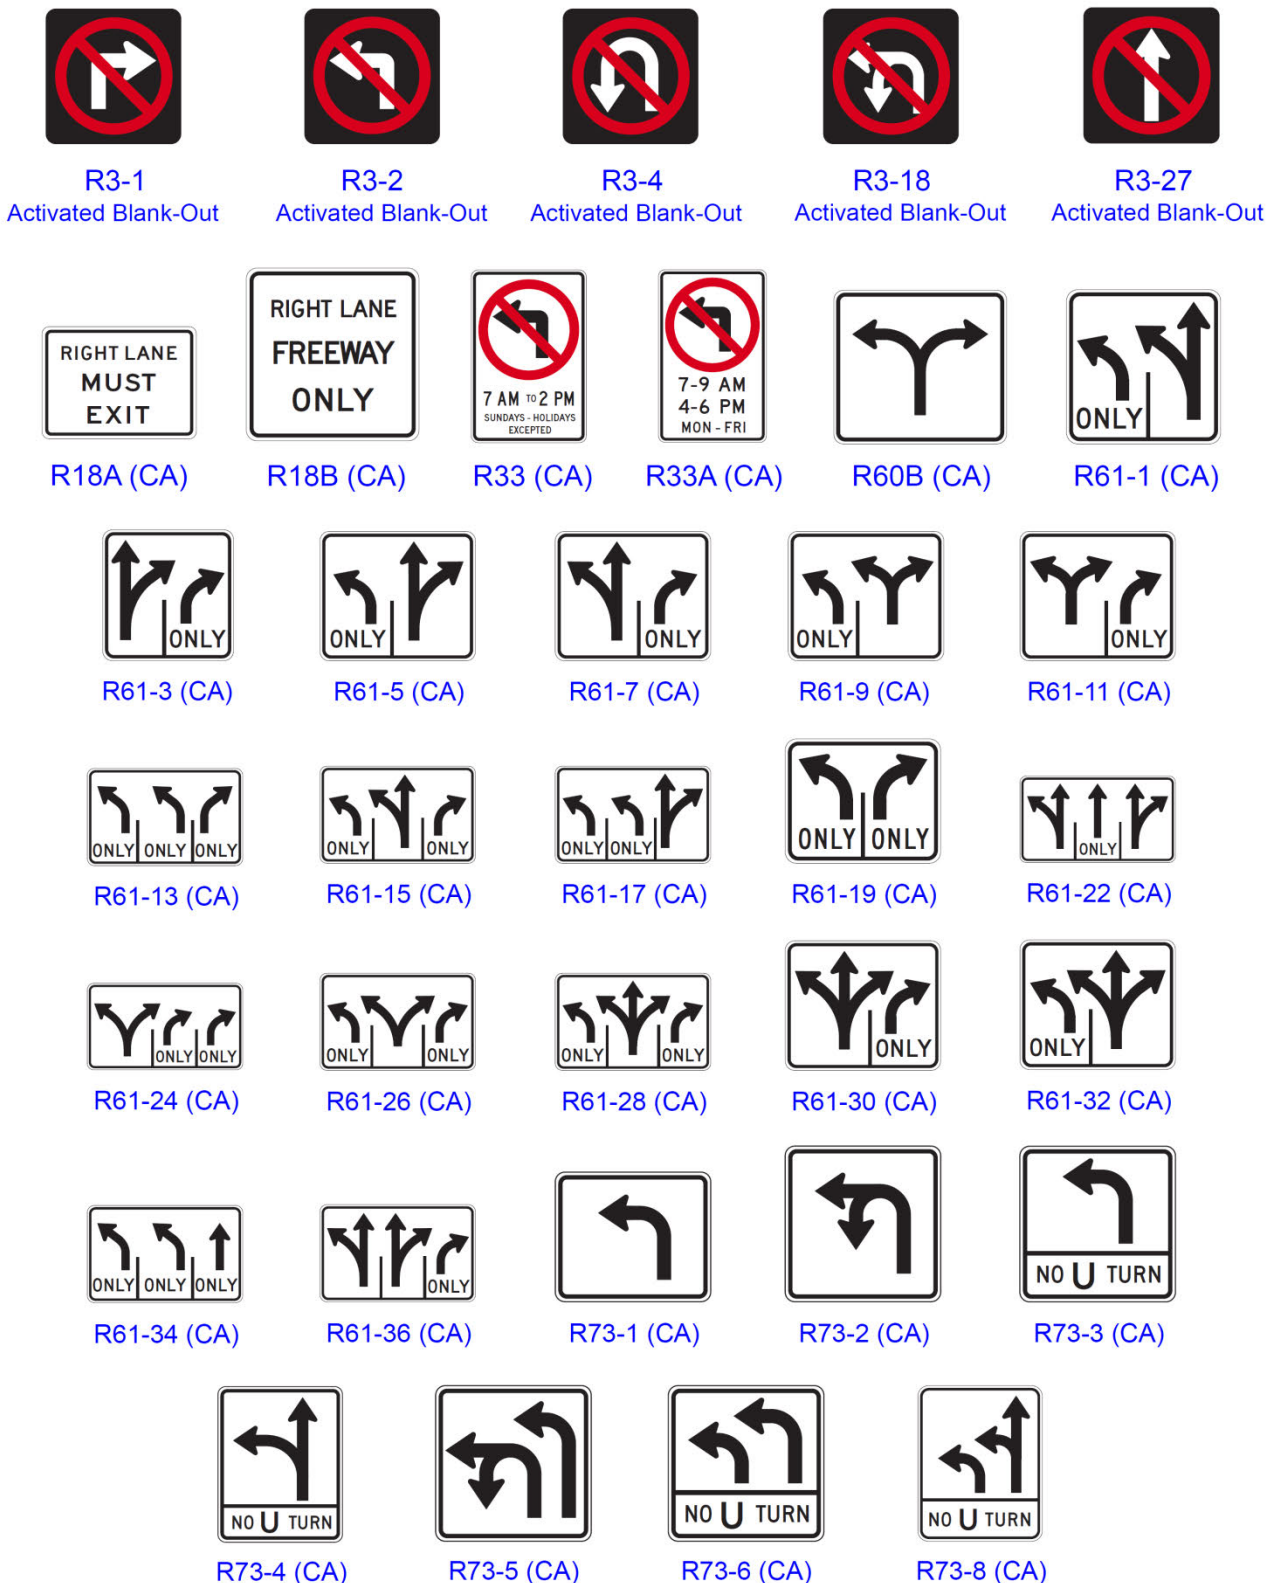 R3-1
Activated Blank-Out
R3-2
Activated Blank-Out
R3-4
Activated Blank-Out
R3-18
Activated Blank-Out
R3-27
Activated Blank-Out
RIGHT LANE
MUST
EXIT
R18A (CA)
RIGHT LANE
FREEWAY
ONLY
R18B (CA)
7 AM TO 2 PM
SUNDAYS - HOLIDAYS
EXCEPTED
R33 (CA)
7-9 AM
4-6 PM
MON - FRI
R33A (CA)
R60B (CA)
ONLY
R61-1 (CA)
ONLY
R61-3 (CA)
ONLY
R61-5 (CA)
ONLY
R61-7 (CA)
ONLY
R61-9 (CA)
ONLY
R61-11 (CA)
ONLY ONLY ONLY
R61-13 (CA)
ONLY ONLY
R61-15 (CA)
ONLY ONLY
R61-17 (CA)
ONLY ONLY
R61-19 (CA)
ONLY
R61-22 (CA)
ONLY ONLY
R61-24 (CA)
ONLY ONLY
R61-26 (CA)
ONLY ONLY
R61-28 (CA)
ONLY
R61-30 (CA)
ONLY
R61-32 (CA)
ONLY ONLY ONLY
R61-34 (CA)
ONLY
R61-36 (CA)
R73-1 (CA)
R73-2 (CA)
NO U TURN
R73-3 (CA)
NO U TURN
R73-4 (CA)
R73-5 (CA)
NO U TURN
R73-6 (CA)
NO U TURN
R73-8 (CA)